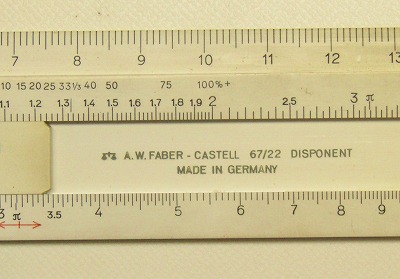 7 8 9 10 11 12 13
10 15 20 25 33⅓ 40 50 75 100% +
1.1 1.2 1.3 1.4 1.5 1.6 1.7 1.8 1.9 2 2.5 3 π
A.W. FABER - CASTELL 67/22 DISPONENT
MADE IN GERMANY
3 π 3.5 4 5 6 7 8 9